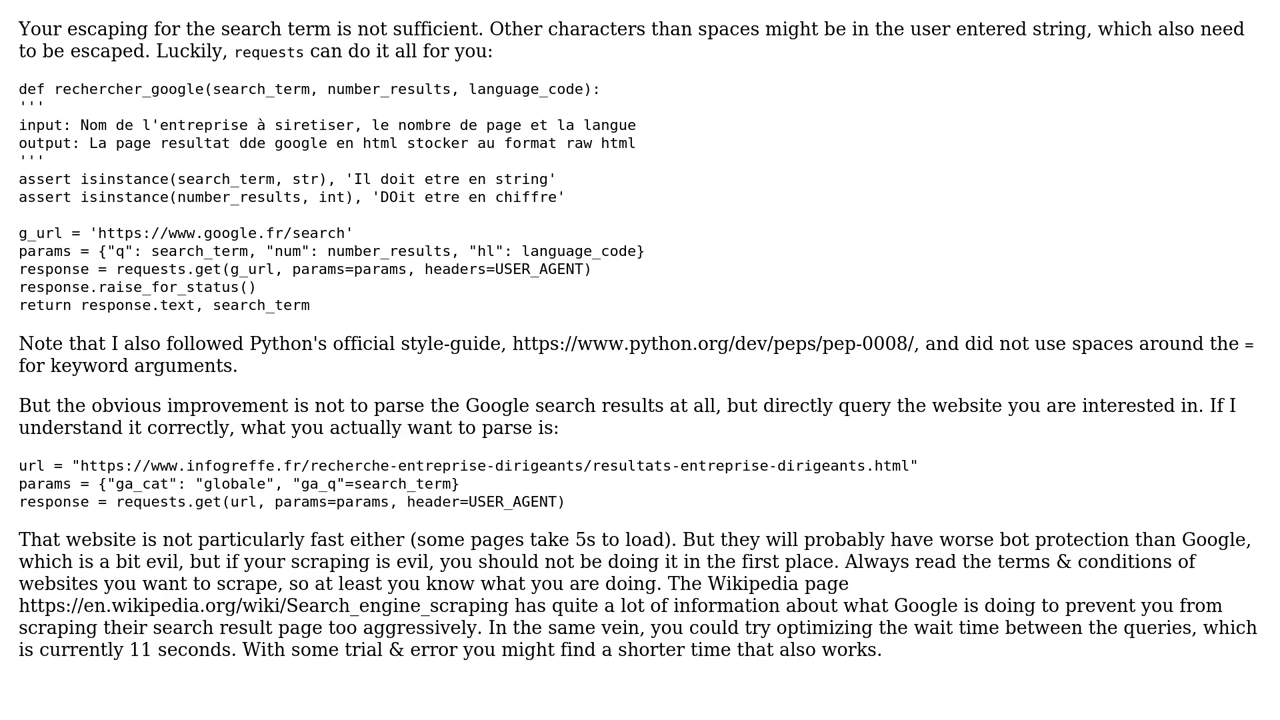 Your escaping for the search term is not sufficient. Other characters than spaces might be in the user entered string, which also need
to be escaped. Luckily, requests can do it all for you:
def rechercher_google(search_term, number_results, language_code):
'''
input: Nom de l'entreprise à siretiser, le nombre de page et la langue
output: La page resultat dde google en html stocker au format raw html
'''
assert isinstance(search_term, str), 'Il doit etre en string'
assert isinstance(number_results, int), 'DOit etre en chiffre'
g_url = 'https://www.google.fr/search'
params = {"q": search_term, "num": number_results, "hl": language_code}
response = requests.get(g_url, params=params, headers=USER_AGENT)
response.raise_for_status()
return response.text, search_term
Note that I also followed Python's official style-guide, https://www.python.org/dev/peps/pep-0008/, and did not use spaces around the =
for keyword arguments.
But the obvious improvement is not to parse the Google search results at all, but directly query the website you are interested in. If I
understand it correctly, what you actually want to parse is:
url = "https://www.infogreffe.fr/recherche-entreprise-dirigeants/resultats-entreprise-dirigeants.html"
params = {"ga_cat": "globale", "ga_q"=search_term}
response = requests.get(url, params=params, header=USER_AGENT)
That website is not particularly fast either (some pages take 5s to load). But they will probably have worse bot protection than Google,
which is a bit evil, but if your scraping is evil, you should not be doing it in the first place. Always read the terms & conditions of
websites you want to scrape, so at least you know what you are doing. The Wikipedia page
https://en.wikipedia.org/wiki/Search_engine_scraping has quite a lot of information about what Google is doing to prevent you from
scraping their search result page too aggressively. In the same vein, you could try optimizing the wait time between the queries, which
is currently 11 seconds. With some trial & error you might find a shorter time that also works.